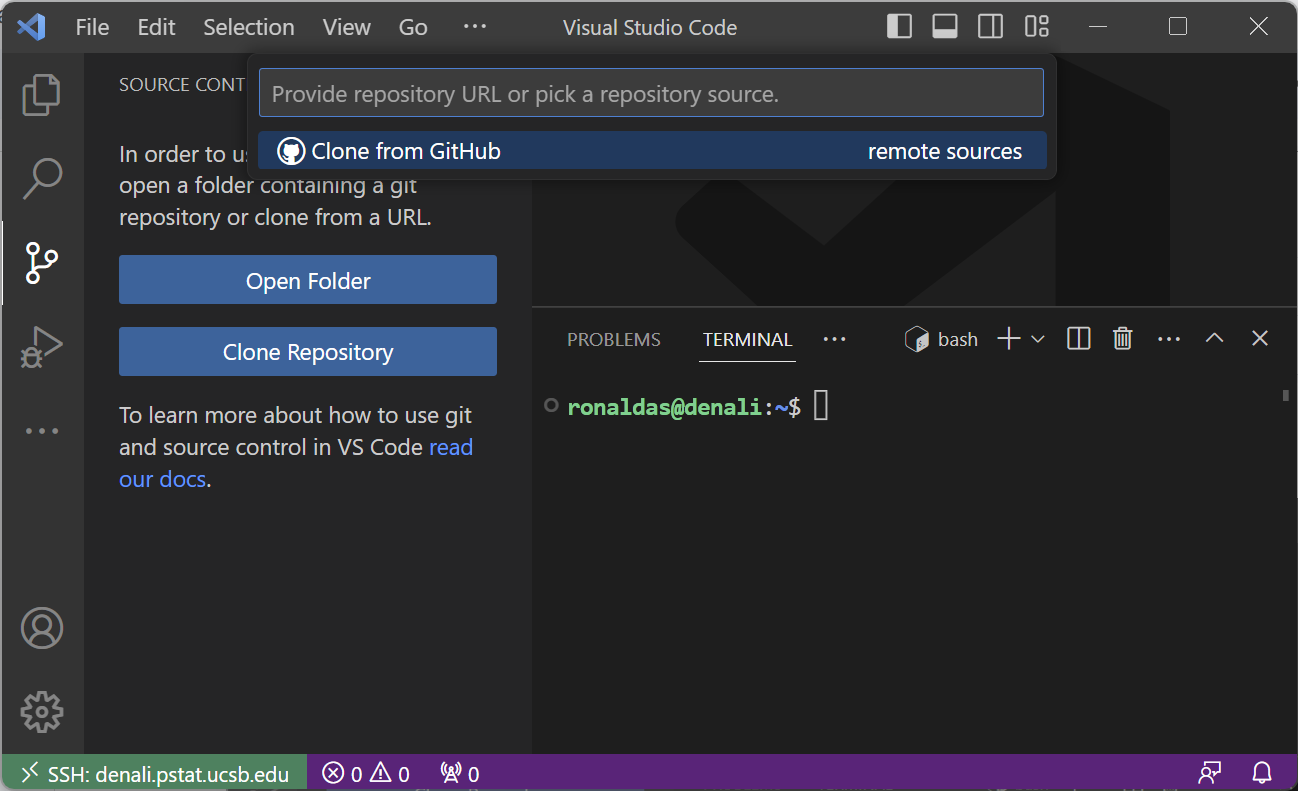 File Edit Selection View Go ··· Visual Studio Code
Provide repository URL or pick a repository source.
Clone from GitHub remote sources
SOURCE CONT
In order to
open a folder containing a git
repository or clone from a URL.
Open Folder
Clone Repository
To learn more about how to use git
and source control in VS Code read
our docs.
PROBLEMS TERMINAL ··· bash
ronaldas@denali:~$
SSH: denali.pstat.ucsb.edu 0 0 0